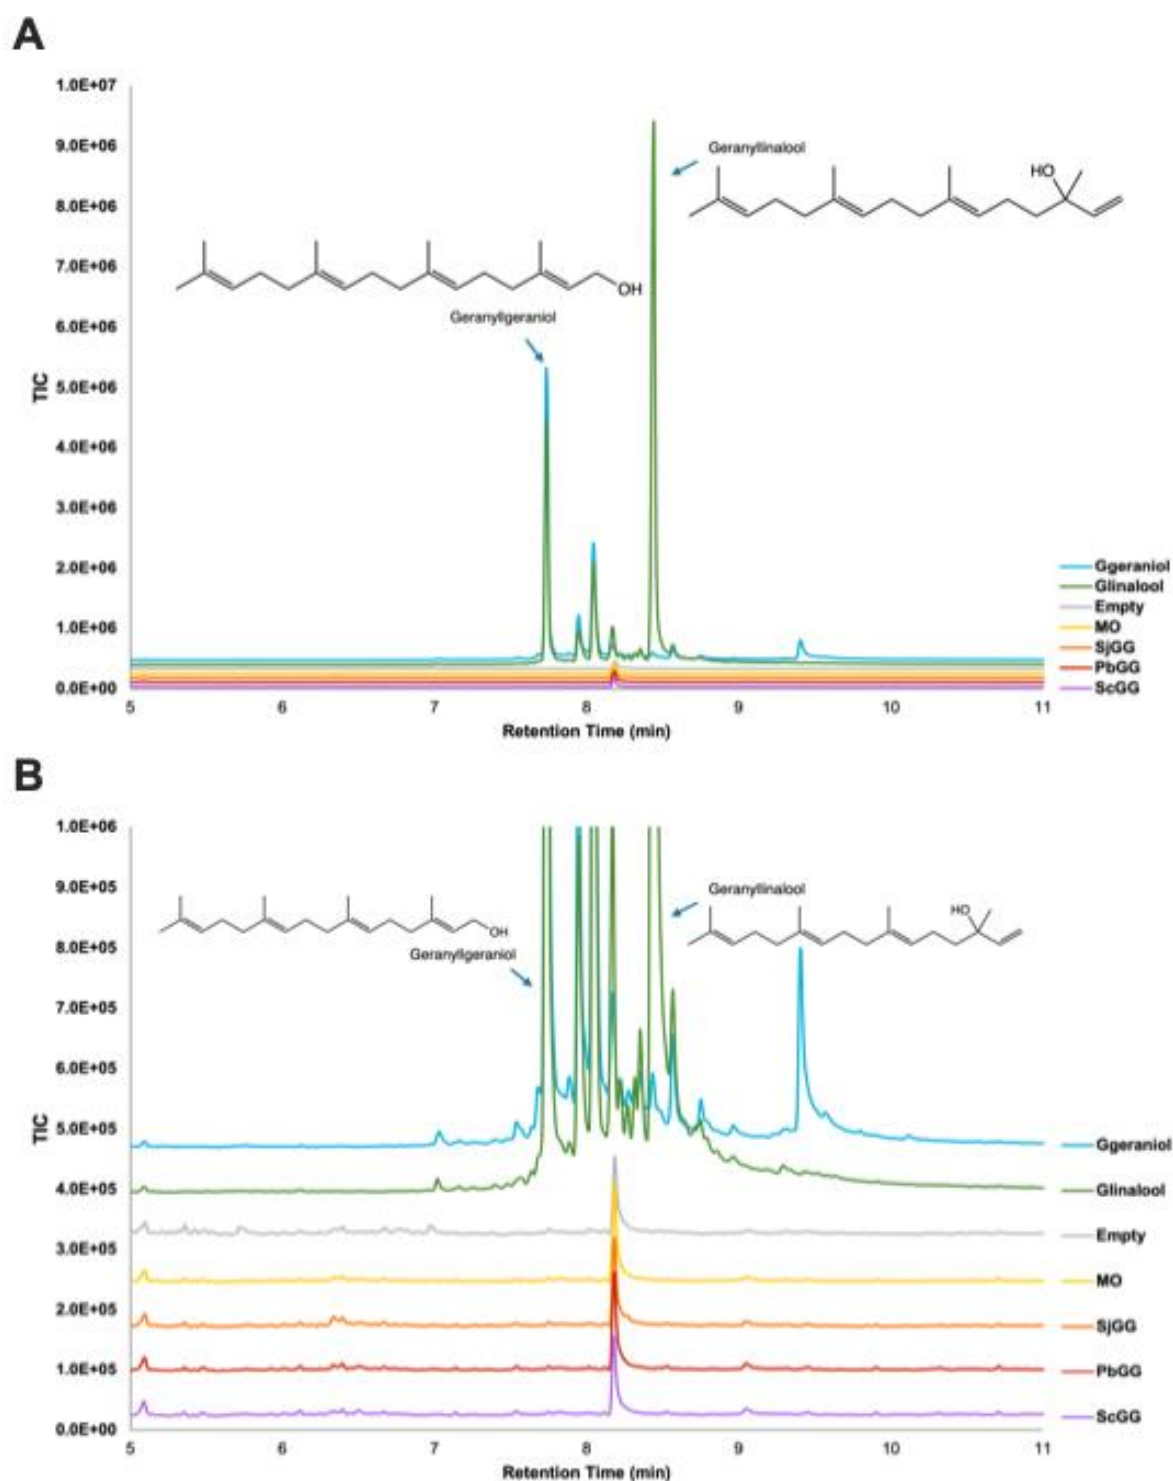 A
1.0E+07
9.0E+06
8.0E+06
7.0E+06
6.0E+06
5.0E+06
4.0E+06
3.0E+06
2.0E+06
1.0E+06
0.0E+00
TIC
Geranyllinalool
HO
OH
Geranylgeraniol
Ggeraniol
Glinalool
Empty
MO
SjGG
PbGG
ScGG
5 6 7 8 9 10 11
Retention Time (min)
B
1.0E+06
9.0E+05
8.0E+05
7.0E+05
6.0E+05
5.0E+05
4.0E+05
3.0E+05
2.0E+05
1.0E+05
0.0E+00
TIC
Geranyllinalool
HO
OH
Geranylgeraniol
Ggeraniol
Glinalool
Empty
MO
SjGG
PbGG
ScGG
5 6 7 8 9 10 11
Retention Time (min)